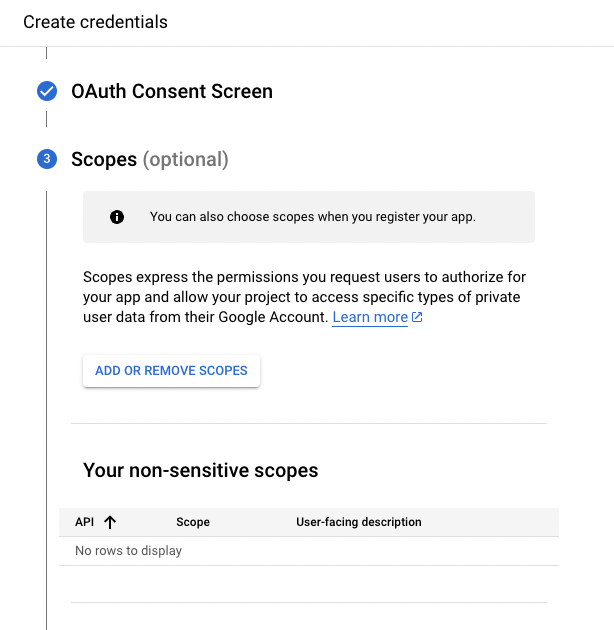 Create credentials
OAuth Consent Screen
3 Scopes (optional)
You can also choose scopes when you register your app.
Scopes express the permissions you request users to authorize for
your app and allow your project to access specific types of private
user data from their Google Account. Learn more
ADD OR REMOVE SCOPES
Your non-sensitive scopes
API Scope User-facing description
No rows to display